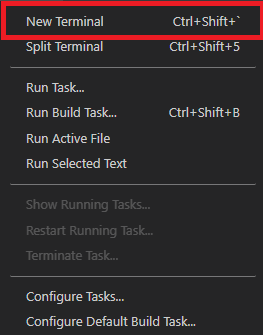 New Terminal Ctrl+Shift+`
Split Terminal Ctrl+Shift+5
Run Task...
Run Build Task... Ctrl+Shift+B
Run Active File
Run Selected Text
Show Running Tasks...
Restart Running Task...
Terminate Task...
Configure Tasks...
Configure Default Build Task...